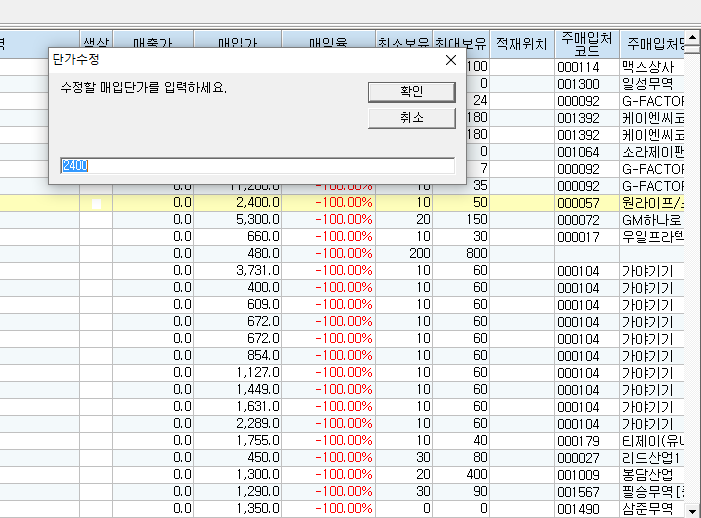 역 색상 매출가 매입가 매입율 최소보유 최대보유 적재위치 주매입처코드 주매입처명
단가수정
수정할 매입단가를 입력하세요.
확인
취소
2400
100 000114 맥스상사
0 001300 일성무역
24 000092 G-FACTOR
180 001392 케이엔씨코
180 001392 케이엔씨코
0 001064 소라제이팬
7 000092 G-FACTOR
0.0 11,200.0 -100.00% 10 35 000092 G-FACTOR
0.0 2,400.0 -100.00% 10 50 000057 원라이프/
0.0 5,300.0 -100.00% 20 150 000072 GM하나로
0.0 660.0 -100.00% 10 30 000017 우일프라텍
0.0 480.0 -100.00% 200 800
0.0 3,731.0 -100.00% 10 60 000104 가야기기
0.0 400.0 -100.00% 10 60 000104 가야기기
0.0 609.0 -100.00% 10 60 000104 가야기기
0.0 672.0 -100.00% 10 60 000104 가야기기
0.0 672.0 -100.00% 10 60 000104 가야기기
0.0 854.0 -100.00% 10 60 000104 가야기기
0.0 1,127.0 -100.00% 10 60 000104 가야기기
0.0 1,449.0 -100.00% 10 60 000104 가야기기
0.0 1,631.0 -100.00% 10 60 000104 가야기기
0.0 2,289.0 -100.00% 10 60 000104 가야기기
0.0 1,755.0 -100.00% 10 40 000179 티제이(유니
0.0 450.0 -100.00% 30 80 000027 리드산업1
0.0 1,300.0 -100.00% 20 400 001009 봉담산업
0.0 1,290.0 -100.00% 30 90 001567 필승무역[
0.0 1,350.0 -100.00% 0 0 001490 삼준무역